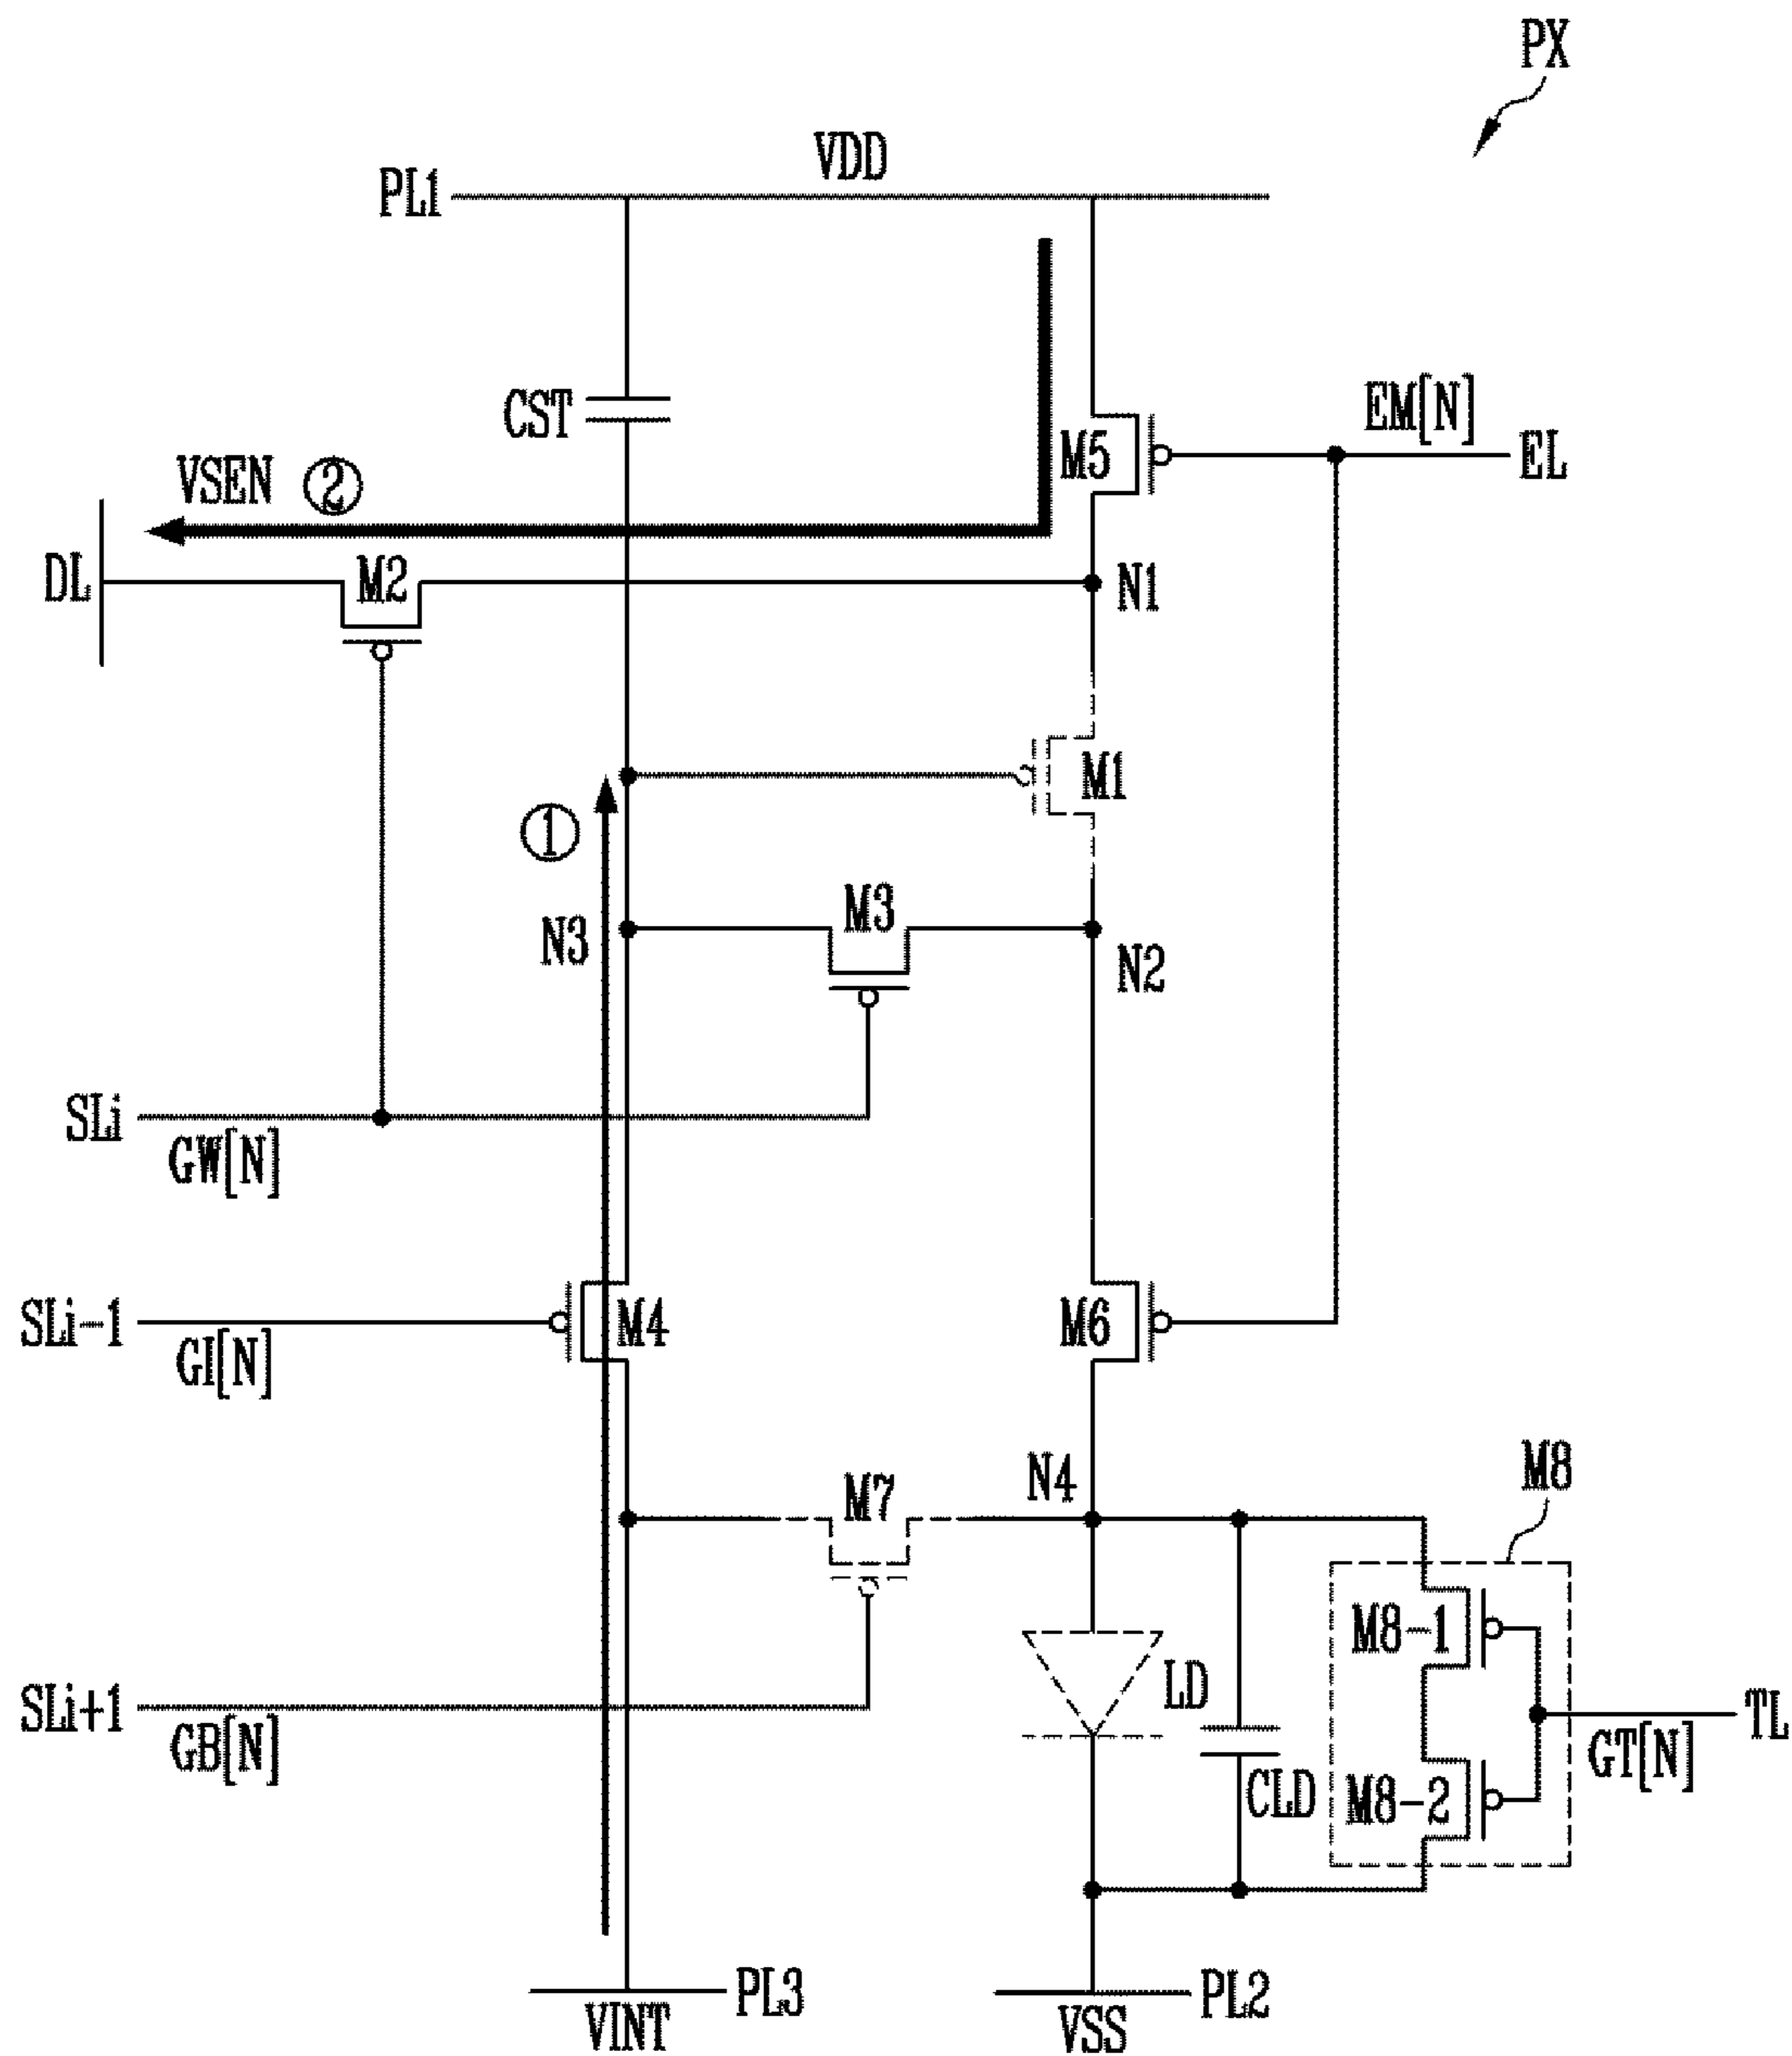 PX
VDD
PL1
CST
EM[N]
M5
EL
VSEN ②
DL
M2
N1
M1
①
M3
N3
N2
SLi
GW[N]
SLi-1
M4
M6
GI[N]
M7
N4
M8
M8-1
LD
SLi+1
GB[N]
TL
GT[N]
CLD
M8-2
PL3
PL2
VINT
VSS